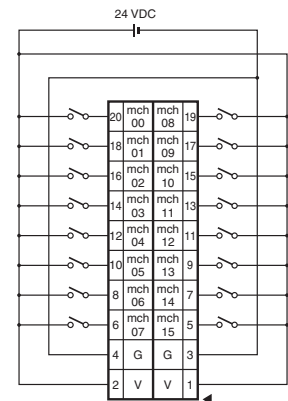 24 VDC
20 mch 00 mch 08 19
18 mch 01 mch 09 17
16 mch 02 mch 10 15
14 mch 03 mch 11 13
12 mch 04 mch 12 11
10 mch 05 mch 13 9
8 mch 06 mch 14 7
6 mch 07 mch 15 5
4 G G 3
2 V V 1